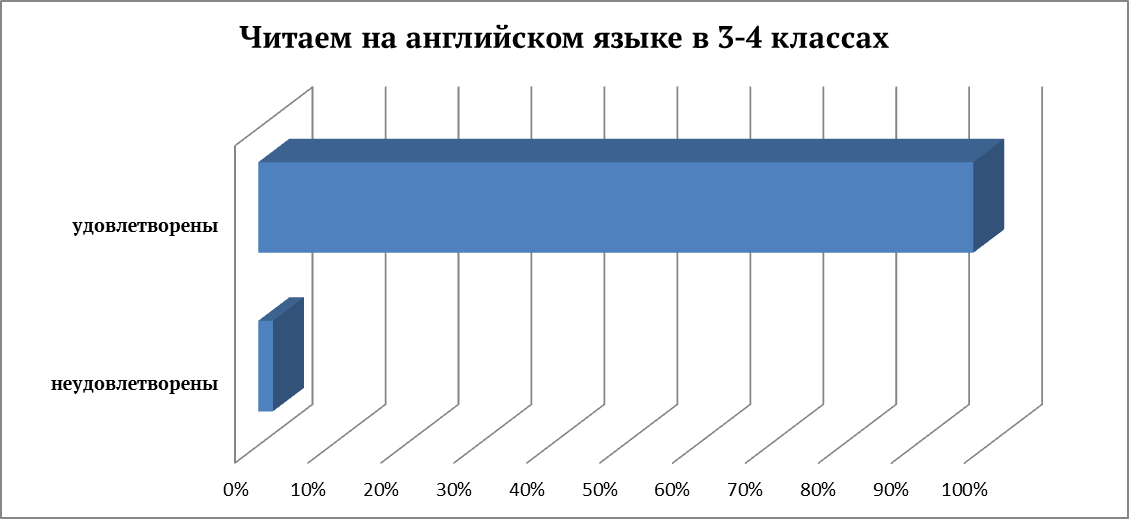 Читаем на английском языке в 3-4 классах
удовлетворены
неудовлетворены
0% 10% 20% 30% 40% 50% 60% 70% 80% 90% 100%